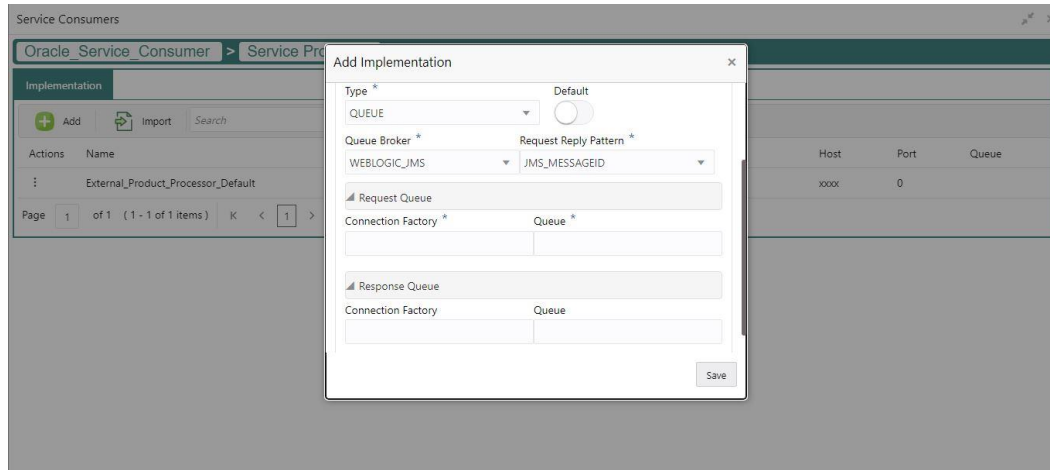 Service Consumers
Oracle_Service_Consumer > Service Pro
Implementation
Add Import Search
Actions Name Host Port Queue
External_Product_Processor_Default xxxx 0
Page 1 of 1 (1 - 1 of 1 items) K < 1 >
Add Implementation ×
Type * Default
QUEUE
Queue Broker * Request Reply Pattern *
WEBLOGIC_JMS JMS_MESSAGEID
Request Queue
Connection Factory * Queue *
Response Queue
Connection Factory Queue
Save